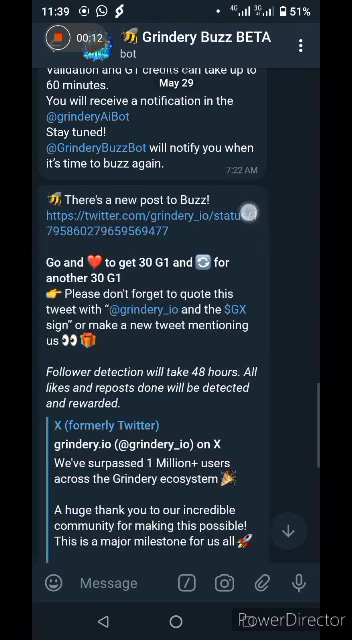 11:39
4G
3G
51%
00:12
Grindery Buzz BETA
bot
Validation and G1 credits can take up to
May 29
60 minutes.
You will receive a notification in the
@grinderyAiBot
Stay tuned!
@GrinderyBuzzBot will notify you when
it's time to buzz again.
7:22 AM
🐝 There's a new post to Buzz!
https://twitter.com/grindery_io/status/1
795860279659569477
Go and ❤️ to get 30 G1 and 🔄 for
another 30 G1
👉 Please don't forget to quote this
tweet with "@grindery_io and the $GX
sign" or make a new tweet mentioning
us 👀🎁
Follower detection will take 48 hours. All
likes and reposts done will be detected
and rewarded.
X (formerly Twitter)
grindery.io (@grindery_io) on X
We've surpassed 1 Million+ users
across the Grindery ecosystem 🎉
A huge thank you to our incredible
community for making this possible!
This is a major milestone for us all 🚀
Message
PowerDirector